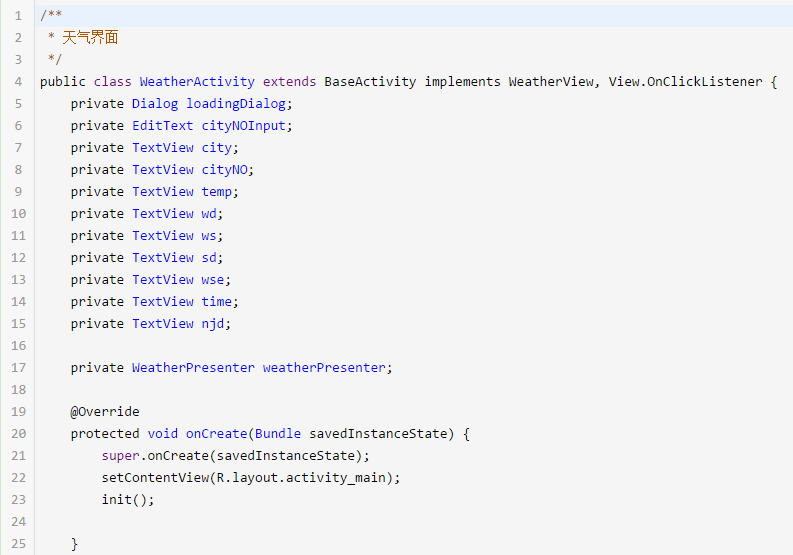 1 /**
2  * 天气界面
3  */
4 public class WeatherActivity extends BaseActivity implements WeatherView, View.OnClickListener {
5     private Dialog loadingDialog;
6     private EditText cityNOInput;
7     private TextView city;
8     private TextView cityNO;
9     private TextView temp;
10     private TextView wd;
11     private TextView ws;
12     private TextView sd;
13     private TextView wse;
14     private TextView time;
15     private TextView njd;
16
17     private WeatherPresenter weatherPresenter;
18
19     @Override
20     protected void onCreate(Bundle savedInstanceState) {
21         super.onCreate(savedInstanceState);
22         setContentView(R.layout.activity_main);
23         init();
24
25     }